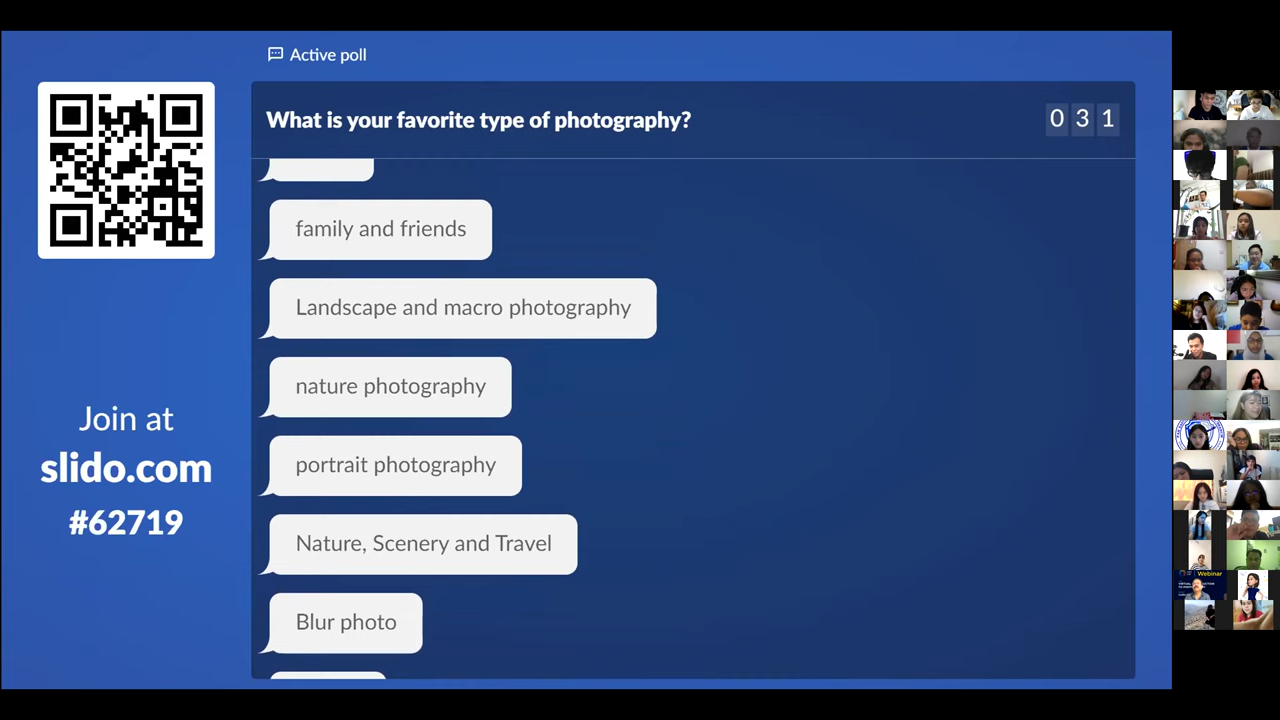 Active poll
What is your favorite type of photography?
0 3 1
family and friends
Landscape and macro photography
nature photography
portrait photography
Nature, Scenery and Travel
Blur photo
Join at
slido.com
#62719
Webinar